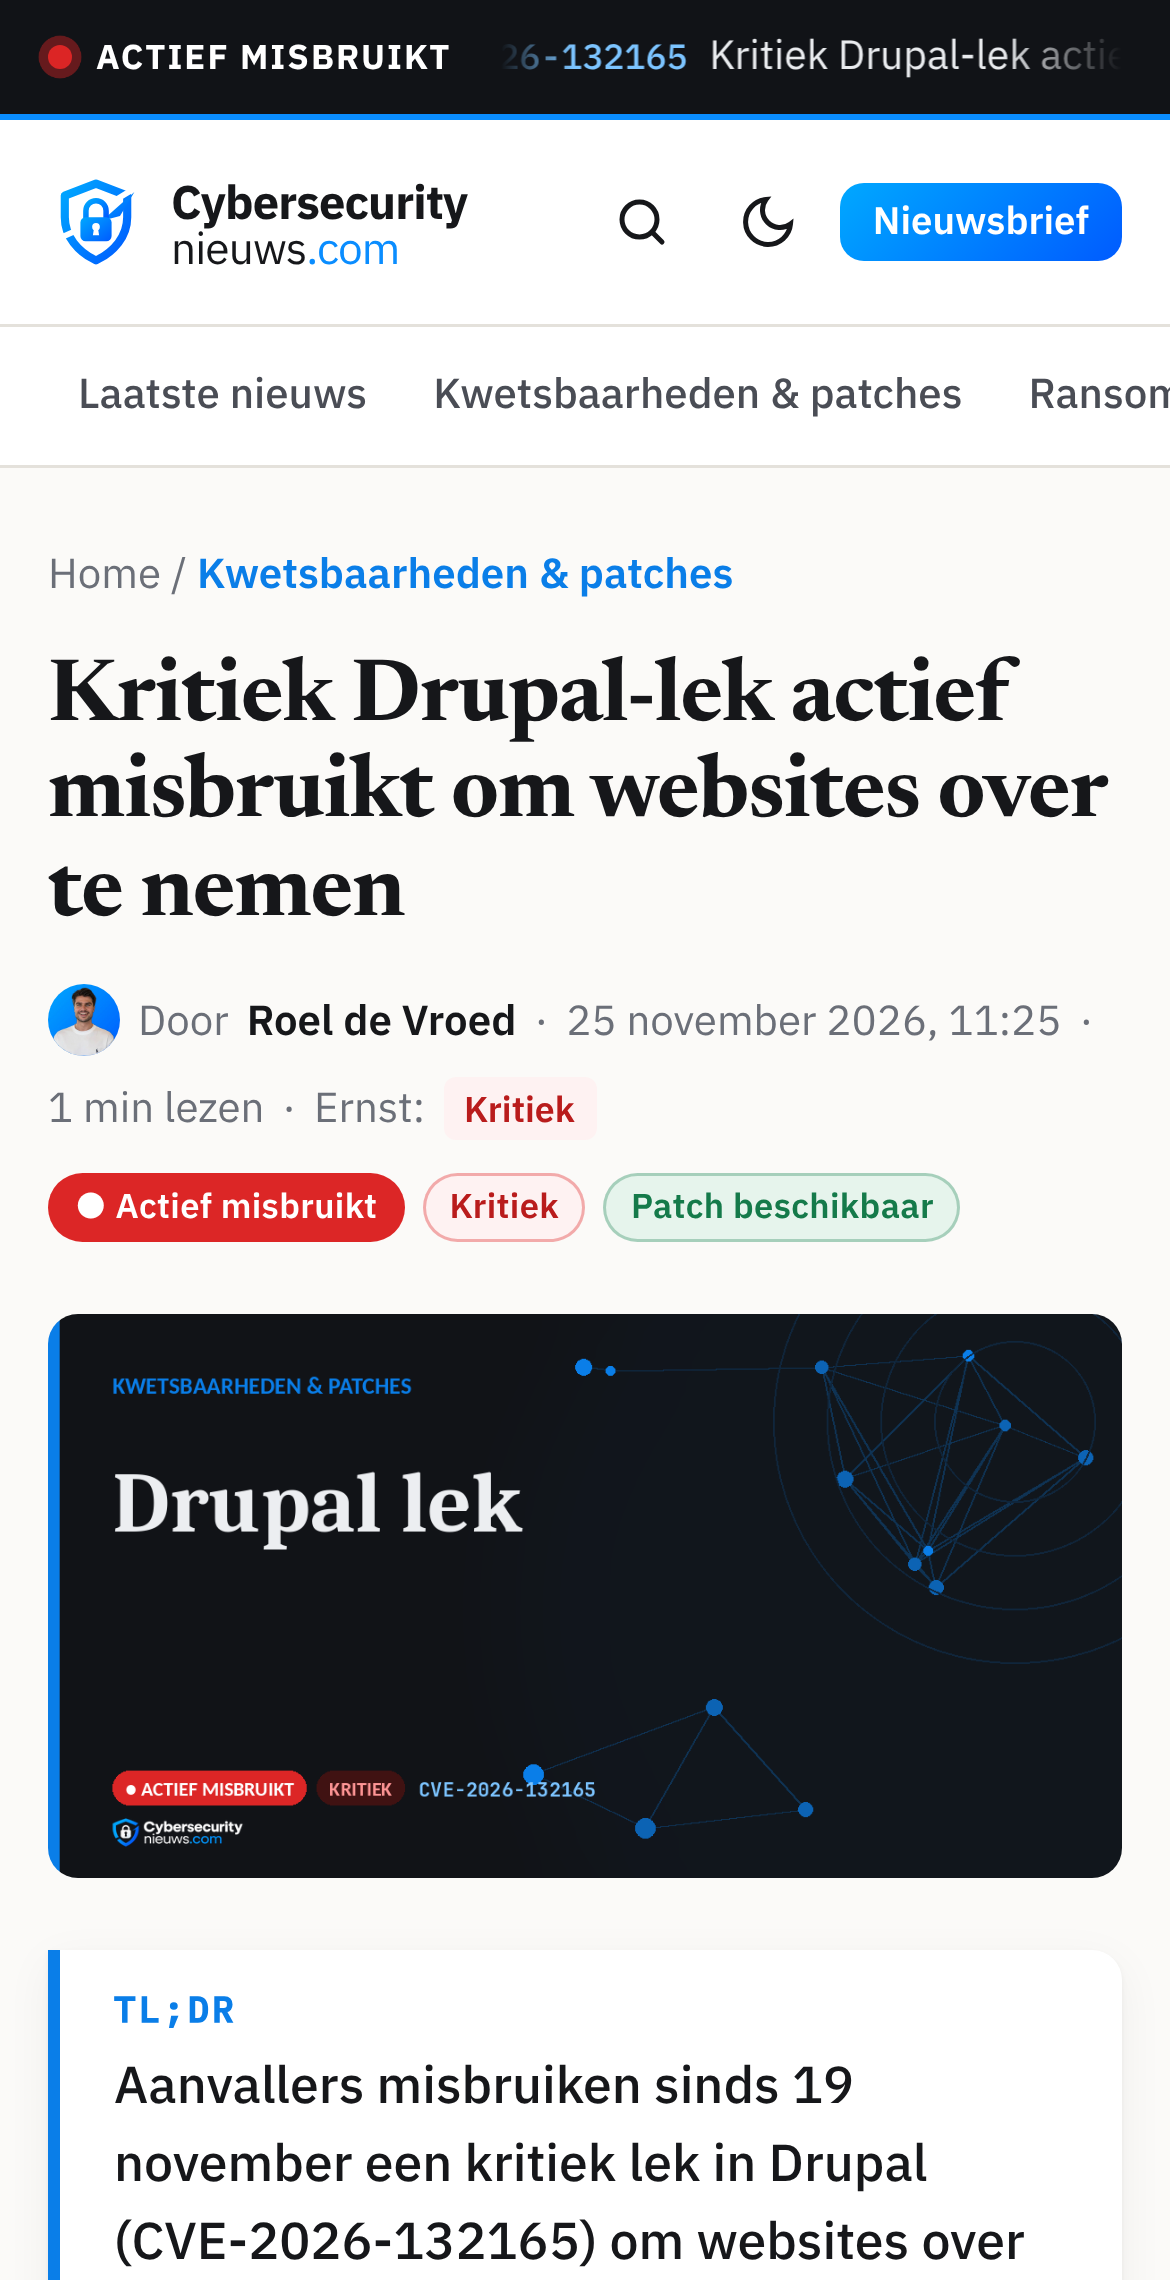 ACTIEF MISBRUIKT 26-132165 Kritiek Drupal-lek actie
Cybersecurity
nieuws.com
Nieuwsbrief
Laatste nieuws Kwetsbaarheden & patches Ransom
Home / Kwetsbaarheden & patches
Kritiek Drupal-lek actief
misbruikt om websites over
te nemen
Door Roel de Vroed · 25 november 2026, 11:25 ·
1 min lezen · Ernst: Kritiek
Actief misbruikt Kritiek Patch beschikbaar
KWETSBAARHEDEN & PATCHES
Drupal lek
ACTIEF MISBRUIKT KRITIEK CVE-2026-132165
Cybersecurity
nieuws.com
TL;DR
Aanvallers misbruiken sinds 19
november een kritiek lek in Drupal
(CVE-2026-132165) om websites over